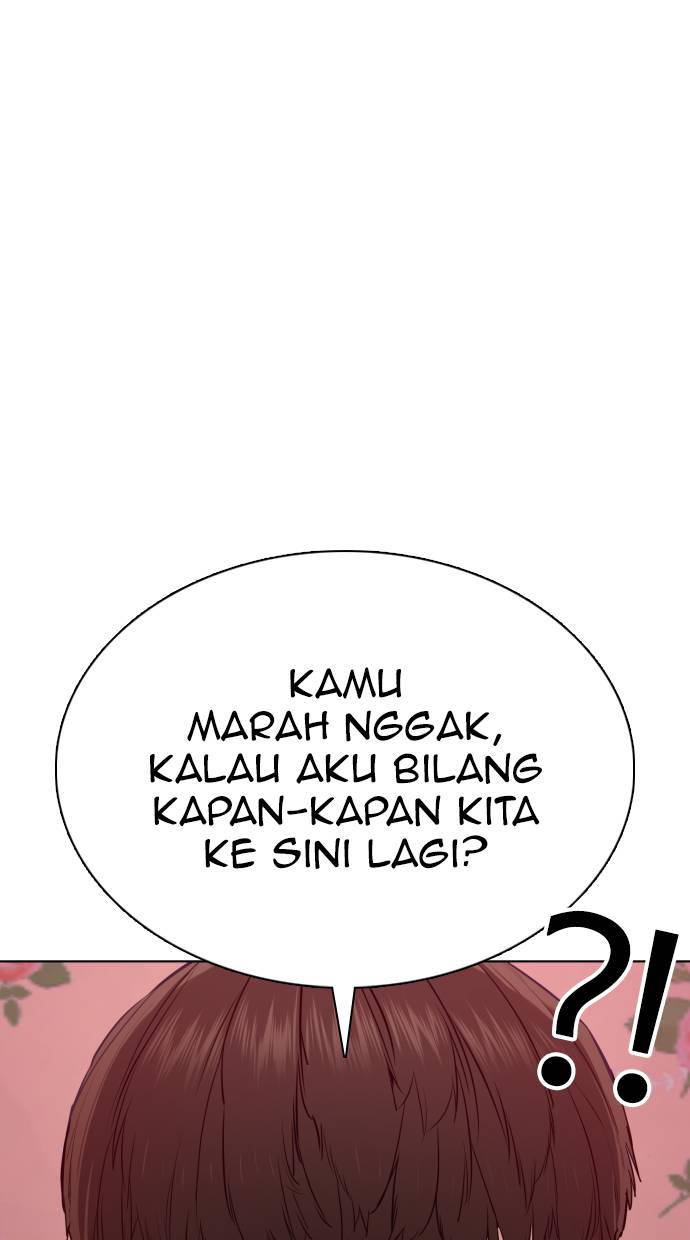 KAMU
MARAH NGGAK,
KALAU AKU BILANG
KAPAN-KAPAN KITA
KE SINI LAGI?
?!